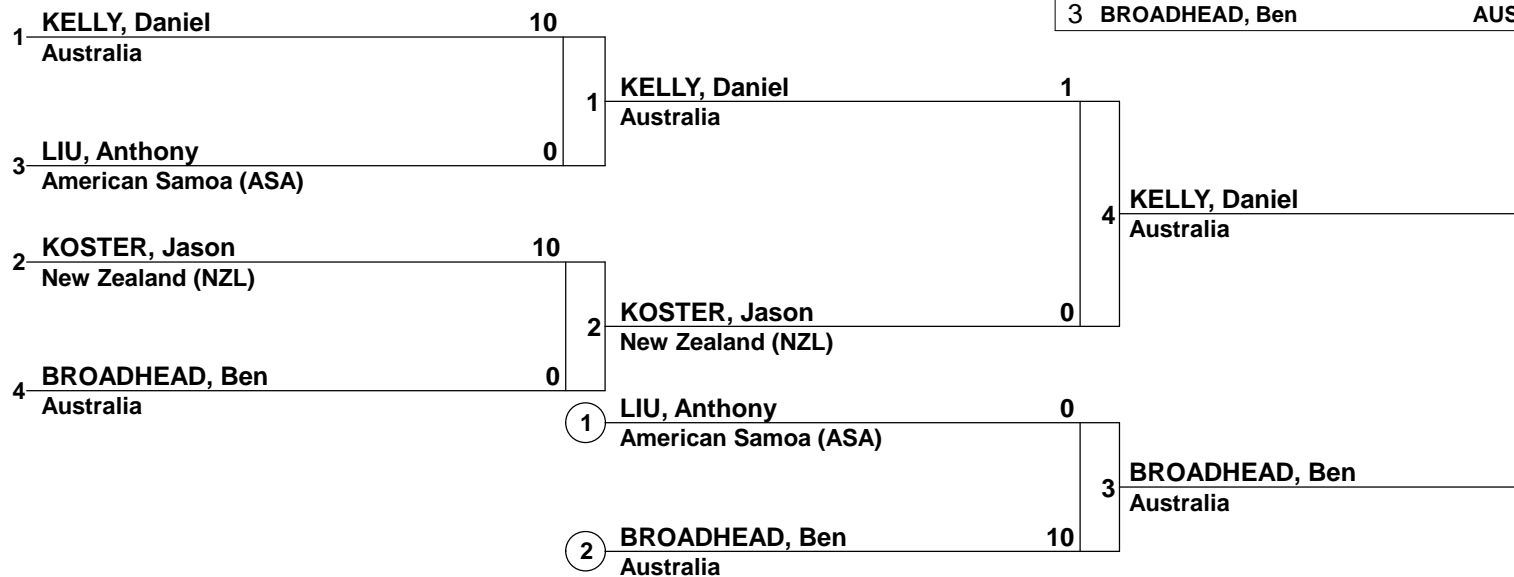 3 BROADHEAD, Ben AUS
1 KELLY, Daniel 10
Australia
3 LIU, Anthony 0
American Samoa (ASA)
2 KOSTER, Jason 10
New Zealand (NZL)
4 BROADHEAD, Ben 0
Australia
1 KELLY, Daniel 1
Australia
2 KOSTER, Jason 0
New Zealand (NZL)
1 LIU, Anthony 0
American Samoa (ASA)
2 BROADHEAD, Ben 10
Australia
4 KELLY, Daniel
Australia
3 BROADHEAD, Ben
Australia